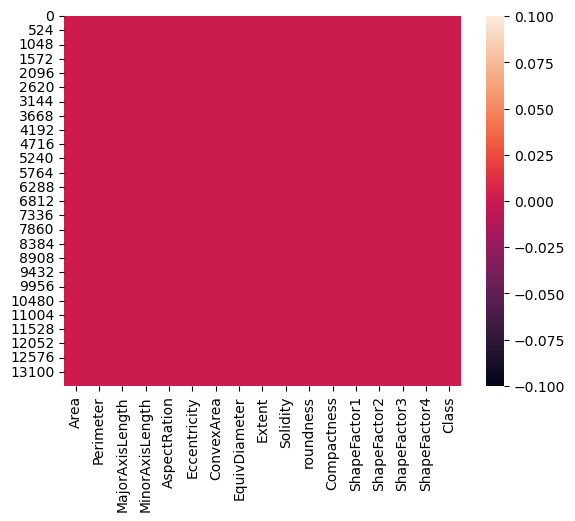 0
524
1048
1572
2096
2620
3144
3668
4192
4716
5240
5764
6288
6812
7336
7860
8384
8908
9432
9956
10480
11004
11528
12052
12576
13100
Area
Perimeter
MajorAxisLength
MinorAxisLength
AspectRation
Eccentricity
ConvexArea
EquivDiameter
Extent
Solidity
roundness
Compactness
ShapeFactor1
ShapeFactor2
ShapeFactor3
ShapeFactor4
Class
0.100
0.075
0.050
0.025
0.000
−0.025
−0.050
−0.075
−0.100